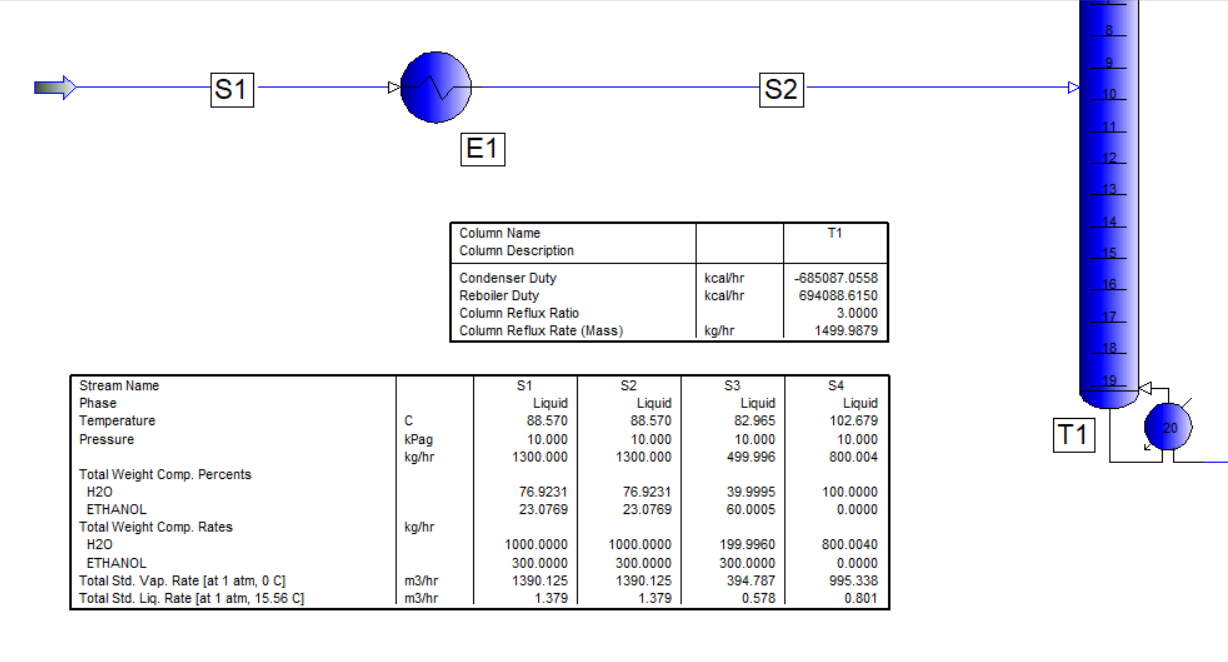 7
8
9
S1
S2
10
11
E1
12
13
14
15
16
17
18
19
T1
20
Column Name T1
Column Description
Condenser Duty kcal/hr -685087.0558
Reboiler Duty kcal/hr 694088.6150
Column Reflux Ratio 3.0000
Column Reflux Rate (Mass) kg/hr 1499.9879
Stream Name S1 S2 S3 S4
Phase Liquid Liquid Liquid Liquid
Temperature C 88.570 88.570 82.965 102.679
Pressure kPag 10.000 10.000 10.000 10.000
kg/hr 1300.000 1300.000 499.996 800.004
Total Weight Comp. Percents
H2O 76.9231 76.9231 39.9995 100.0000
ETHANOL 23.0769 23.0769 60.0005 0.0000
Total Weight Comp. Rates kg/hr
H2O 1000.0000 1000.0000 199.9960 800.0040
ETHANOL 300.0000 300.0000 300.0000 0.0000
Total Std. Vap. Rate [at 1 atm, 0 C] m3/hr 1390.125 1390.125 394.787 995.338
Total Std. Liq. Rate [at 1 atm, 15.56 C] m3/hr 1.379 1.379 0.578 0.801